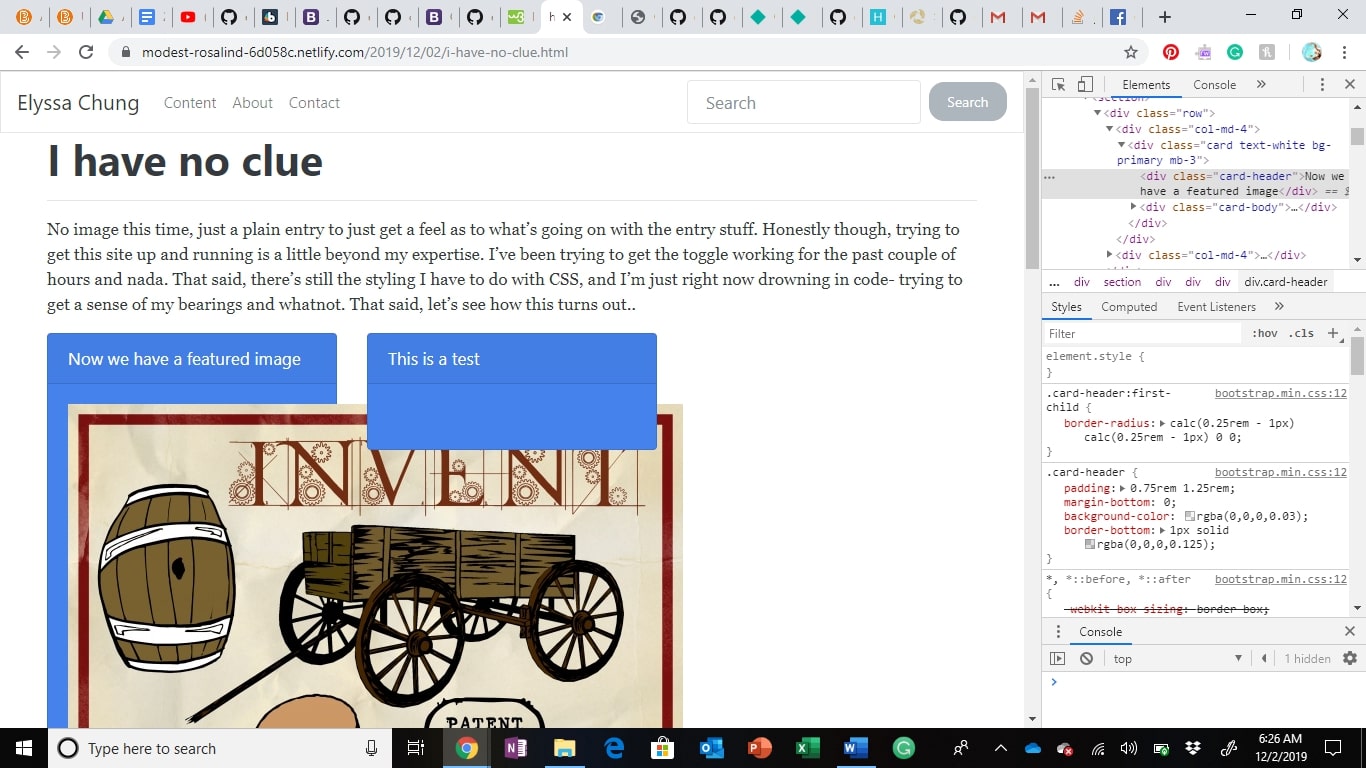 modest-rosalind-6d058c.netlify.com/2019/12/02/i-have-no-clue.html
Elyssa Chung
Content
About
Contact
Search
Search
I have no clue
No image this time, just a plain entry to just get a feel as to what's going on with the entry stuff. Honestly though, trying to
get this site up and running is a little beyond my expertise. I've been trying to get the toggle working for the past couple of
hours and nada. That said, there's still the styling I have to do with CSS, and I'm just right now drowning in code- trying to
get a sense of my bearings and whatnot. That said, let's see how this turns out..
Now we have a featured image
This is a test
INVENT
PATENT
Elements
Console
»
<div class="row">
<div class="col-md-4">
<div class="card text-white bg-
primary mb-3">
<div class="card-header">Now we
have a featured image</div> ==
<div class="card-body">…</div>
</div>
</div>
<div class="col-md-4">…</div>
... div section div div div div.card-header
Styles Computed Event Listeners »
Filter
:hov .cls +
element.style {
}
.card-header:first-
child {
bootstrap.min.css:12
border-radius: calc(0.25rem - 1px)
calc(0.25rem - 1px) 0 0;
}
.card-header {
bootstrap.min.css:12
padding: 0.75rem 1.25rem;
margin-bottom: 0;
background-color: rgba(0,0,0,0.03);
border-bottom: 1px solid
rgba(0,0,0,0.125);
}
*, *::before, *::after
bootstrap.min.css:12
{
-webkit-box-sizing: border-box;
Console
top
1 hidden
Type here to search
6:26 AM
12/2/2019